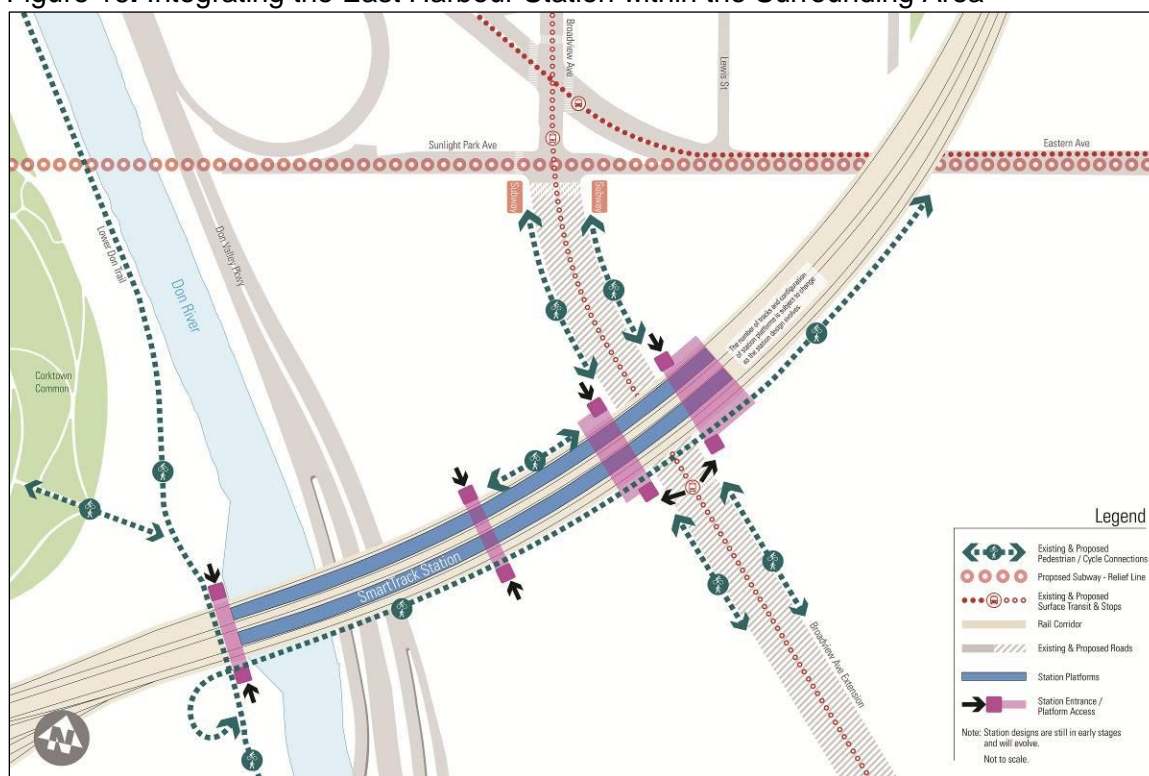 Figure 18. Integrating the East Harbour Station within the Surrounding Area
Broadview Ave
Lewis St
Sunlight Park Ave
Eastern Ave
Subway
Subway
Lower Don Trail
Don River
Don Valley Pkwy
Corktown
Common
The number of tracks and configuration
of station platforms is subject to change
as the station design evolves.
SmartTrack Station
Broadview Ave Extension
N
Legend
Existing & Proposed
Pedestrian / Cycle Connections
Proposed Subway - Relief Line
Existing & Proposed
Surface Transit & Stops
Rail Corridor
Existing & Proposed Roads
Station Platforms
Station Entrance /
Platform Access
Note: Station designs are still in early stages
and will evolve.
Not to scale.